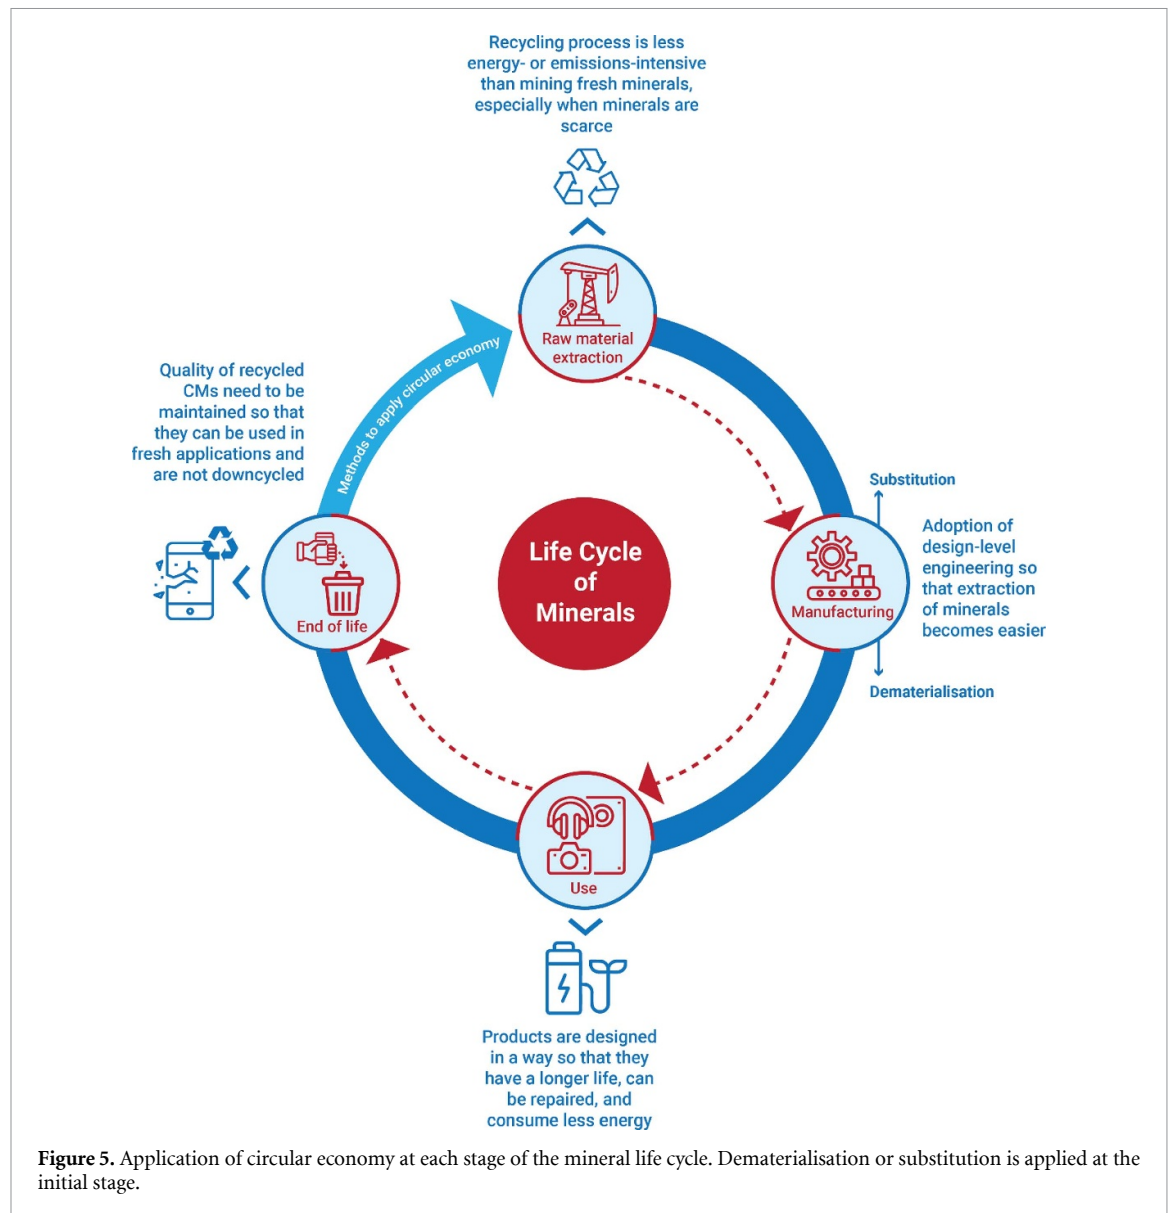 Recycling process is less
energy- or emissions-intensive
than mining fresh minerals,
especially when minerals are
scarce
Raw material
extraction
Methods to apply circular economy
Quality of recycled
CMs need to be
maintained so that
they can be used in
fresh applications and
are not downcycled
Substitution
Adoption of
design-level
engineering so
that extraction
of minerals
becomes easier
Dematerialisation
Manufacturing
Life Cycle
of
Minerals
End of life
Use
Products are designed
in a way so that they
have a longer life, can
be repaired, and
consume less energy
Figure 5. Application of circular economy at each stage of the mineral life cycle. Dematerialisation or substitution is applied at the
initial stage.